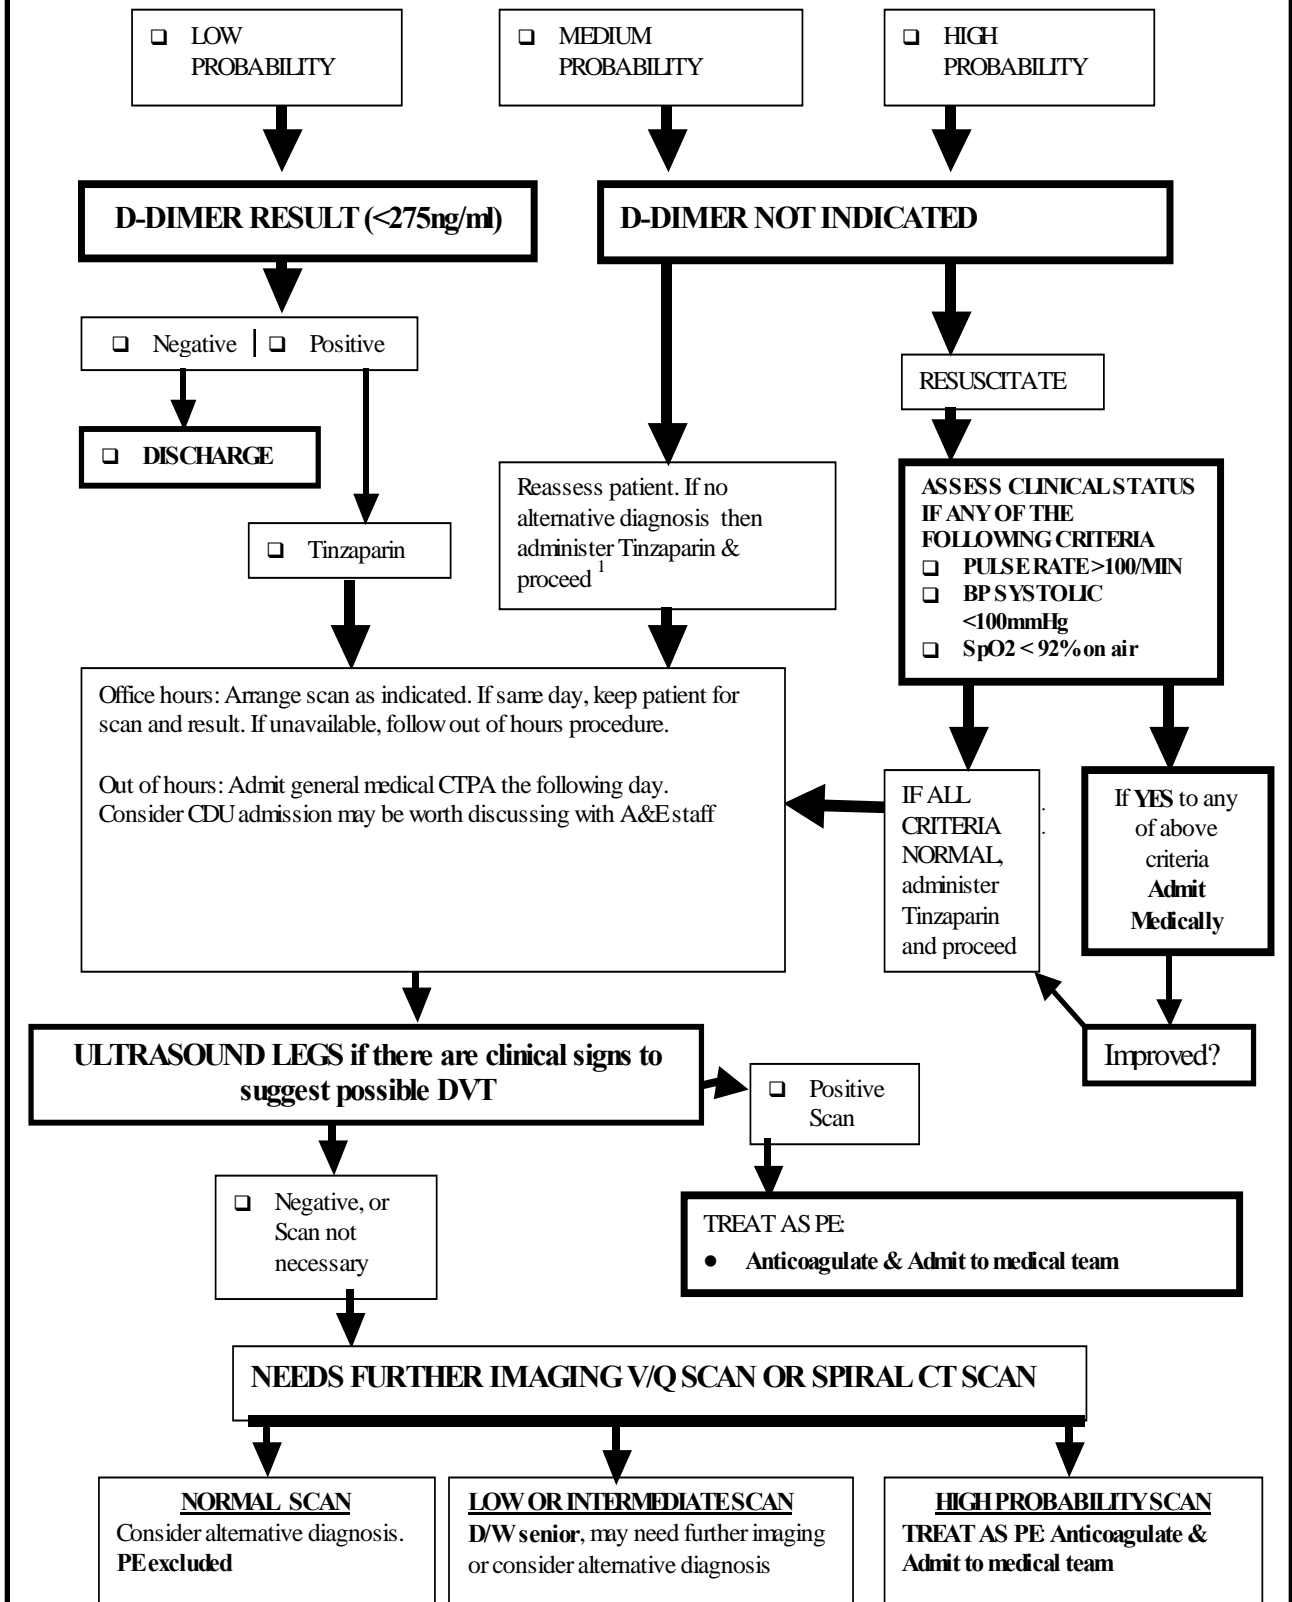 ❑ LOW
PROBABILITY
❑ MEDIUM
PROBABILITY
❑ HIGH
PROBABILITY
D-DIMER RESULT (<275ng/ml)
D-DIMER NOT INDICATED
❑ Negative | ❑ Positive
RESUSCITATE
❑ DISCHARGE
❑ Tinzaparin
Reassess patient. If no
alternative diagnosis then
administer Tinzaparin &
proceed 1
ASSESS CLINICAL STATUS
IF ANY OF THE
FOLLOWING CRITERIA
❑ PULSE RATE >100/MIN
❑ BP SYSTOLIC
<100mmHg
❑ SpO2 < 92% on air
Office hours: Arrange scan as indicated. If same day, keep patient for
scan and result. If unavailable, follow out of hours procedure.
Out of hours: Admit general medical CTPA the following day.
Consider CDU admission may be worth discussing with A&E staff
IF ALL
CRITERIA
NORMAL,
administer
Tinzaparin
and proceed
If YES to any
of above
criteria
Admit
Medically
Improved?
ULTRASOUND LEGS if there are clinical signs to
suggest possible DVT
❑ Positive
Scan
❑ Negative, or
Scan not
necessary
TREAT AS PE:
● Anticoagulate & Admit to medical team
NEEDS FURTHER IMAGING V/Q SCAN OR SPIRAL CT SCAN
NORMAL SCAN
Consider alternative diagnosis.
PE excluded
LOW OR INTERMEDIATE SCAN
D/W senior, may need further imaging
or consider alternative diagnosis
HIGH PROBABILITY SCAN
TREAT AS PE: Anticoagulate &
Admit to medical team